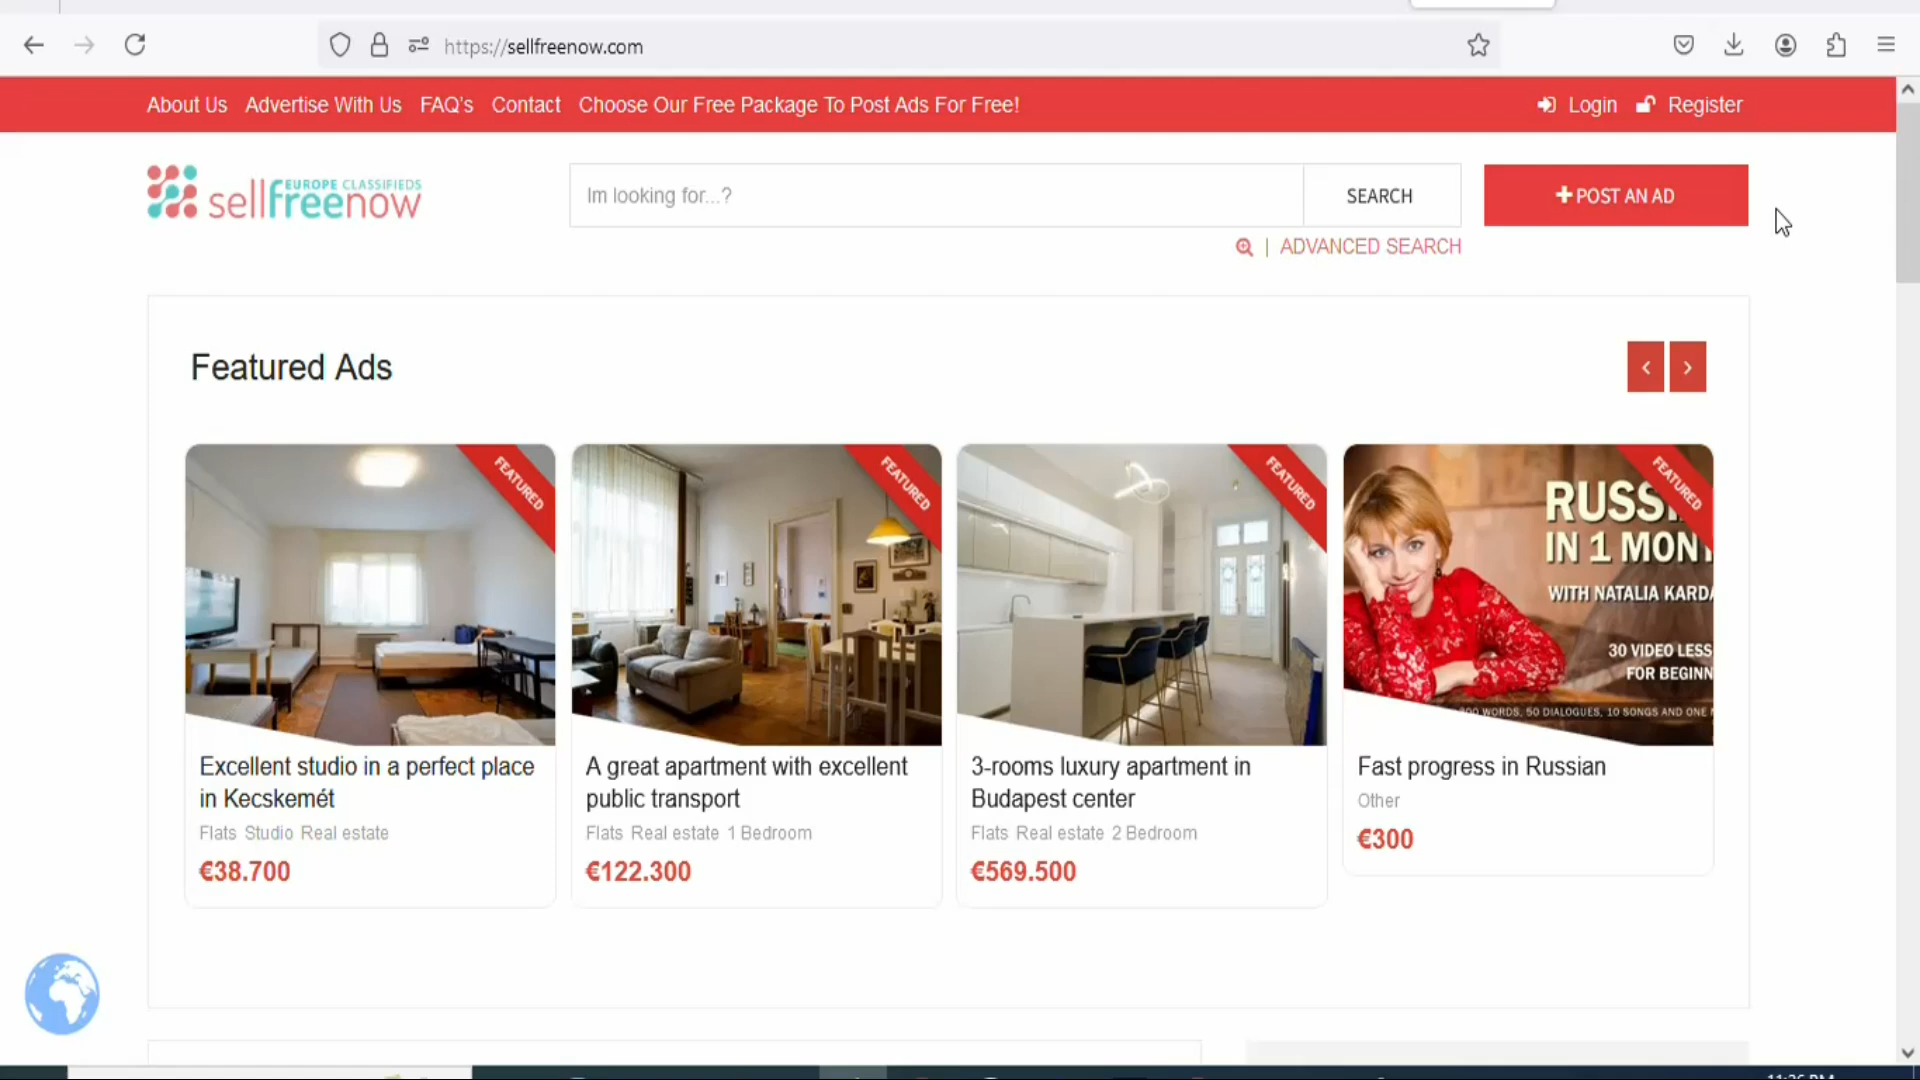 https://sellfreenow.com
About Us Advertise With Us FAQ's Contact Choose Our Free Package To Post Ads For Free! Login Register
EUROPE CLASSIFIEDS
sellfreenow
Im looking for...?
SEARCH
POST AN AD
| ADVANCED SEARCH
Featured Ads
FEATURED
FEATURED
FEATURED
FEATURED
RUSS
IN 1 MON
WITH NATALIA KARDA
30 VIDEO LESS
FOR BEGINN
WORDS, 50 DIALOGUES, 10 SONGS AND ONE
Excellent studio in a perfect place
in Kecskemét
Flats Studio Real estate
€38.700
A great apartment with excellent
public transport
Flats Real estate 1 Bedroom
€122.300
3-rooms luxury apartment in
Budapest center
Flats Real estate 2 Bedroom
€569.500
Fast progress in Russian
Other
€300